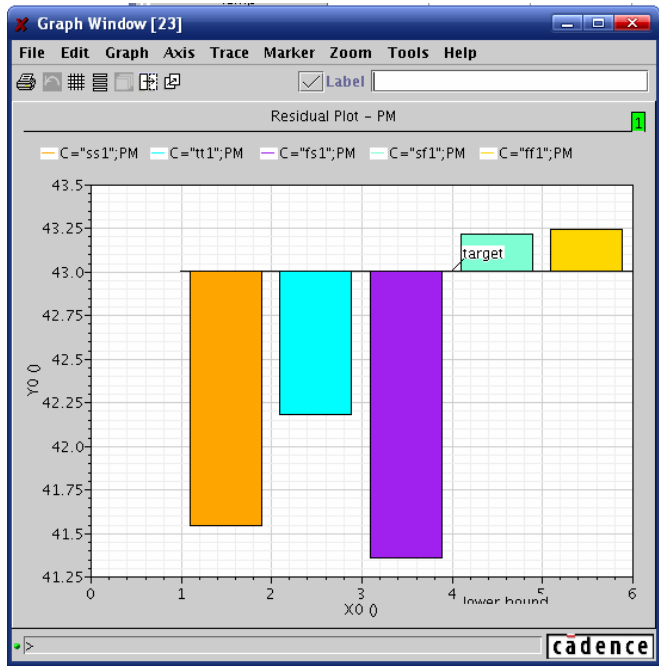 Graph Window [23]
File Edit Graph Axis Trace Marker Zoom Tools Help
Label
Residual Plot – PM
1
C="ss1";PM C="tt1";PM C="fs1";PM C="sf1";PM C="ff1";PM
43.5
43.25
target
43.0
42.75
42.5
Y0 ()
42.25
42.0
41.75
41.5
41.25
0 1 2 3 4 5 6
lower bound
X0 ()
>
cādence